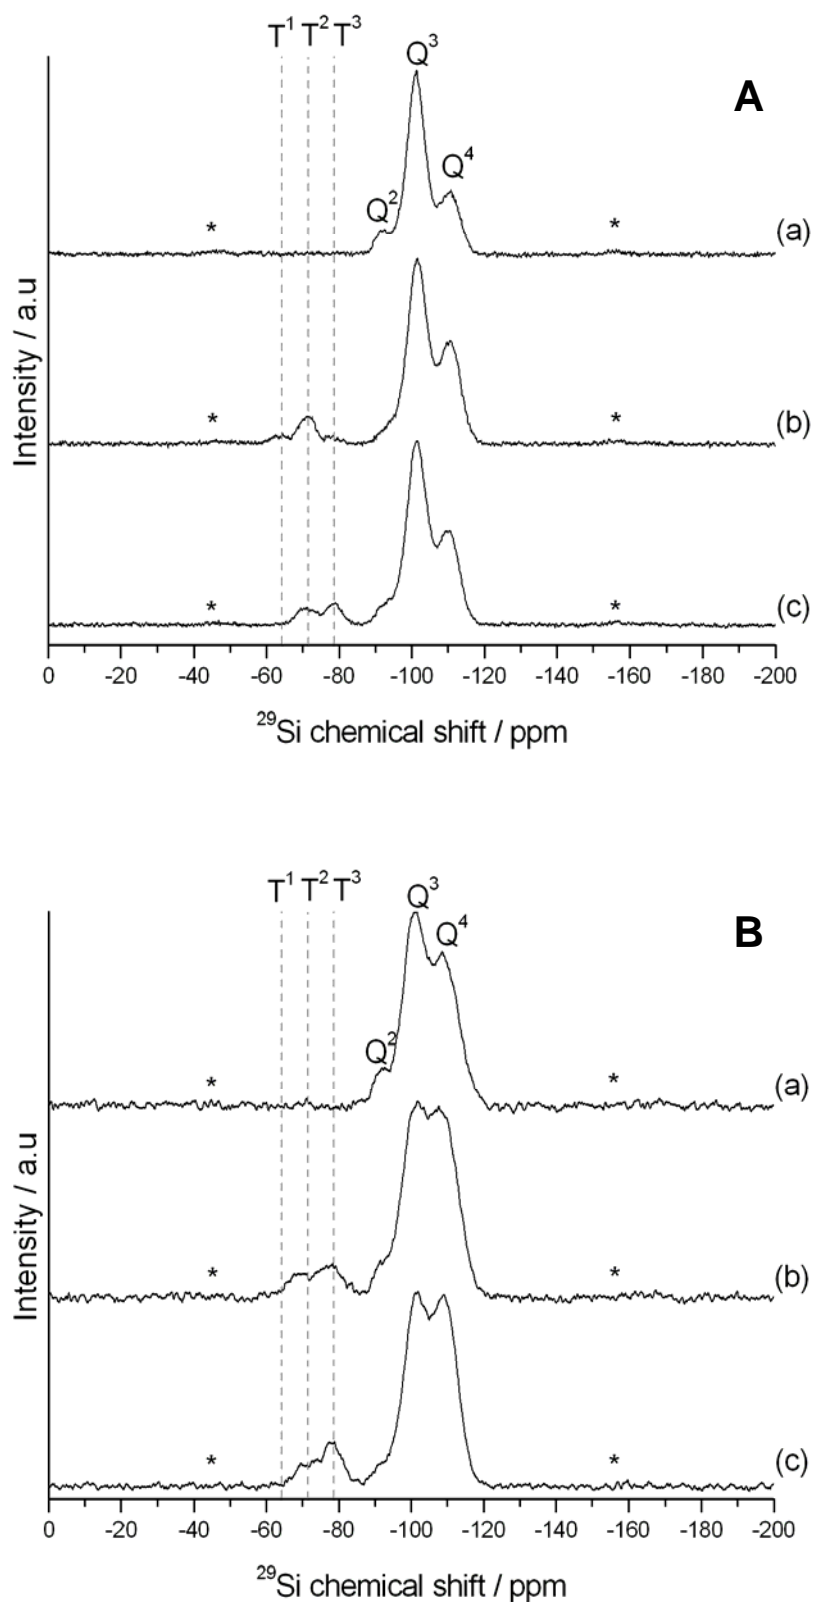 T¹ T² T³
Q³
A
Q⁴
Q²
* * (a)
* * (b)
* * (c)
Intensity / a.u
0 -20 -40 -60 -80 -100 -120 -140 -160 -180 -200
²⁹Si chemical shift / ppm
T¹ T² T³
Q³
B
Q⁴
Q²
* * (a)
* * (b)
* * (c)
Intensity / a.u
0 -20 -40 -60 -80 -100 -120 -140 -160 -180 -200
²⁹Si chemical shift / ppm